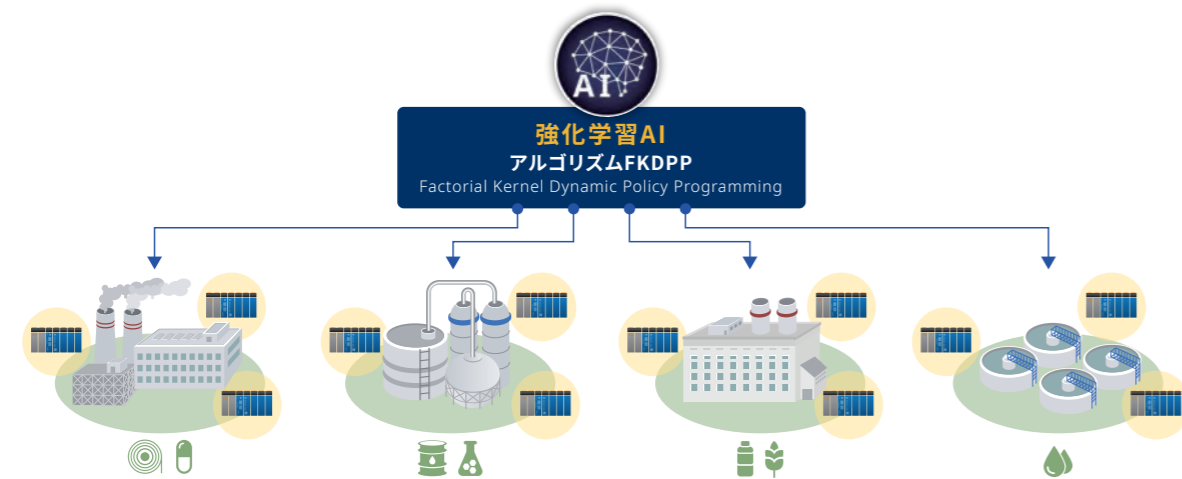 AI
強化学習AI
アルゴリズムFKDPP
Factorial Kernel Dynamic Policy Programming